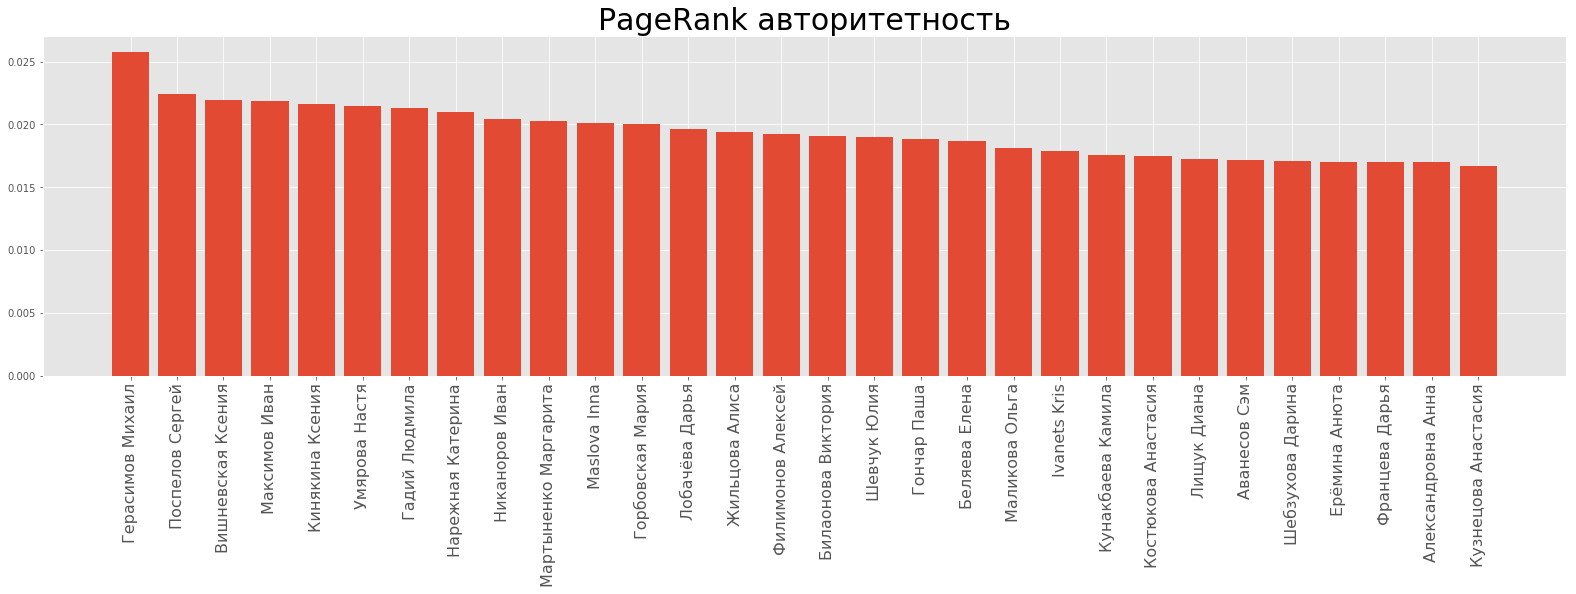 PageRank авторитетность
0.025
0.020
0.015
0.010
0.005
0.000
Герасимов Михаил
Поспелов Сергей
Вишневская Ксения
Максимов Иван
Кинякина Ксения
Умярова Настя
Гадий Людмила
Нарежная Катерина
Никаноров Иван
Мартыненко Маргарита
Maslova Inna
Горбовская Мария
Лобачёва Дарья
Жильцова Алиса
Филимонов Алексей
Билаонова Виктория
Шевчук Юлия
Гончар Паша
Беляева Елена
Маликова Ольга
Ivanets Kris
Кунакбаева Камила
Костюкова Анастасия
Лищук Диана
Аванесов Сэм
Шебзухова Дарина
Ерёмина Анюта
Францева Дарья
Александровна Анна
Кузнецова Анастасия